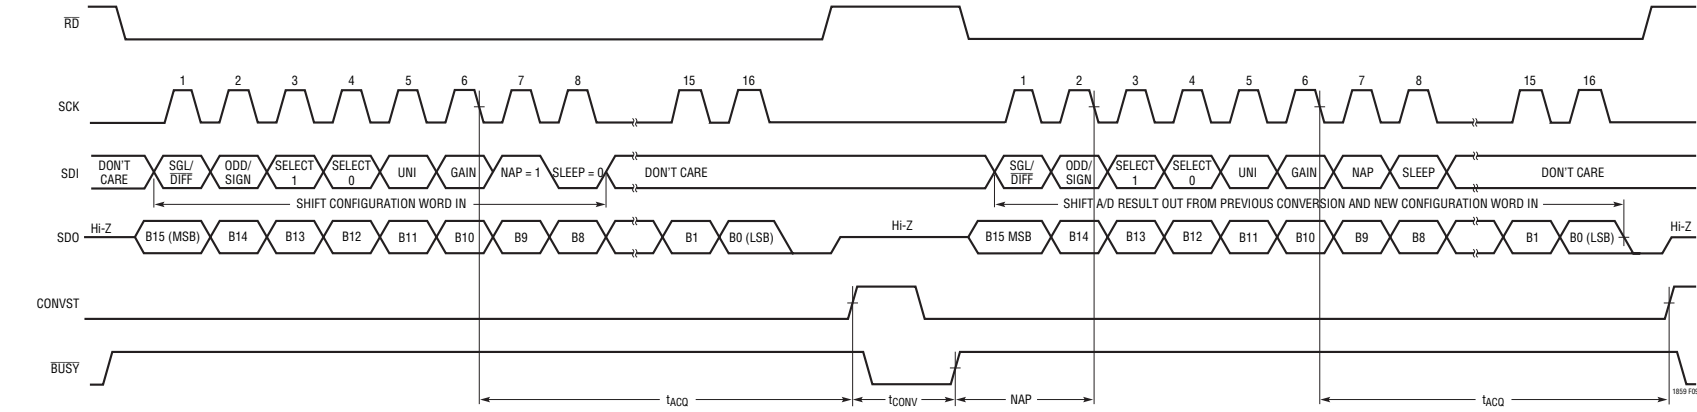 RD
SCK
1 2 3 4 5 6 7 8 15 16 1 2 3 4 5 6 7 8 15 16
SDI
DON'T CARE
SGL/DIFF
ODD/SIGN
SELECT 1
SELECT 0
UNI
GAIN
NAP = 1
SLEEP = 0
DON'T CARE
SGL/DIFF
ODD/SIGN
SELECT 1
SELECT 0
UNI
GAIN
NAP
SLEEP
DON'T CARE
SHIFT CONFIGURATION WORD IN
SHIFT A/D RESULT OUT FROM PREVIOUS CONVERSION AND NEW CONFIGURATION WORD IN
SDO
Hi-Z
B15 (MSB) B14 B13 B12 B11 B10 B9 B8 B1 B0 (LSB)
Hi-Z
B15 MSB B14 B13 B12 B11 B10 B9 B8 B1 B0 (LSB)
Hi-Z
CONVST
BUSY
tACQ
tCONV
NAP
tACQ
1859 F09